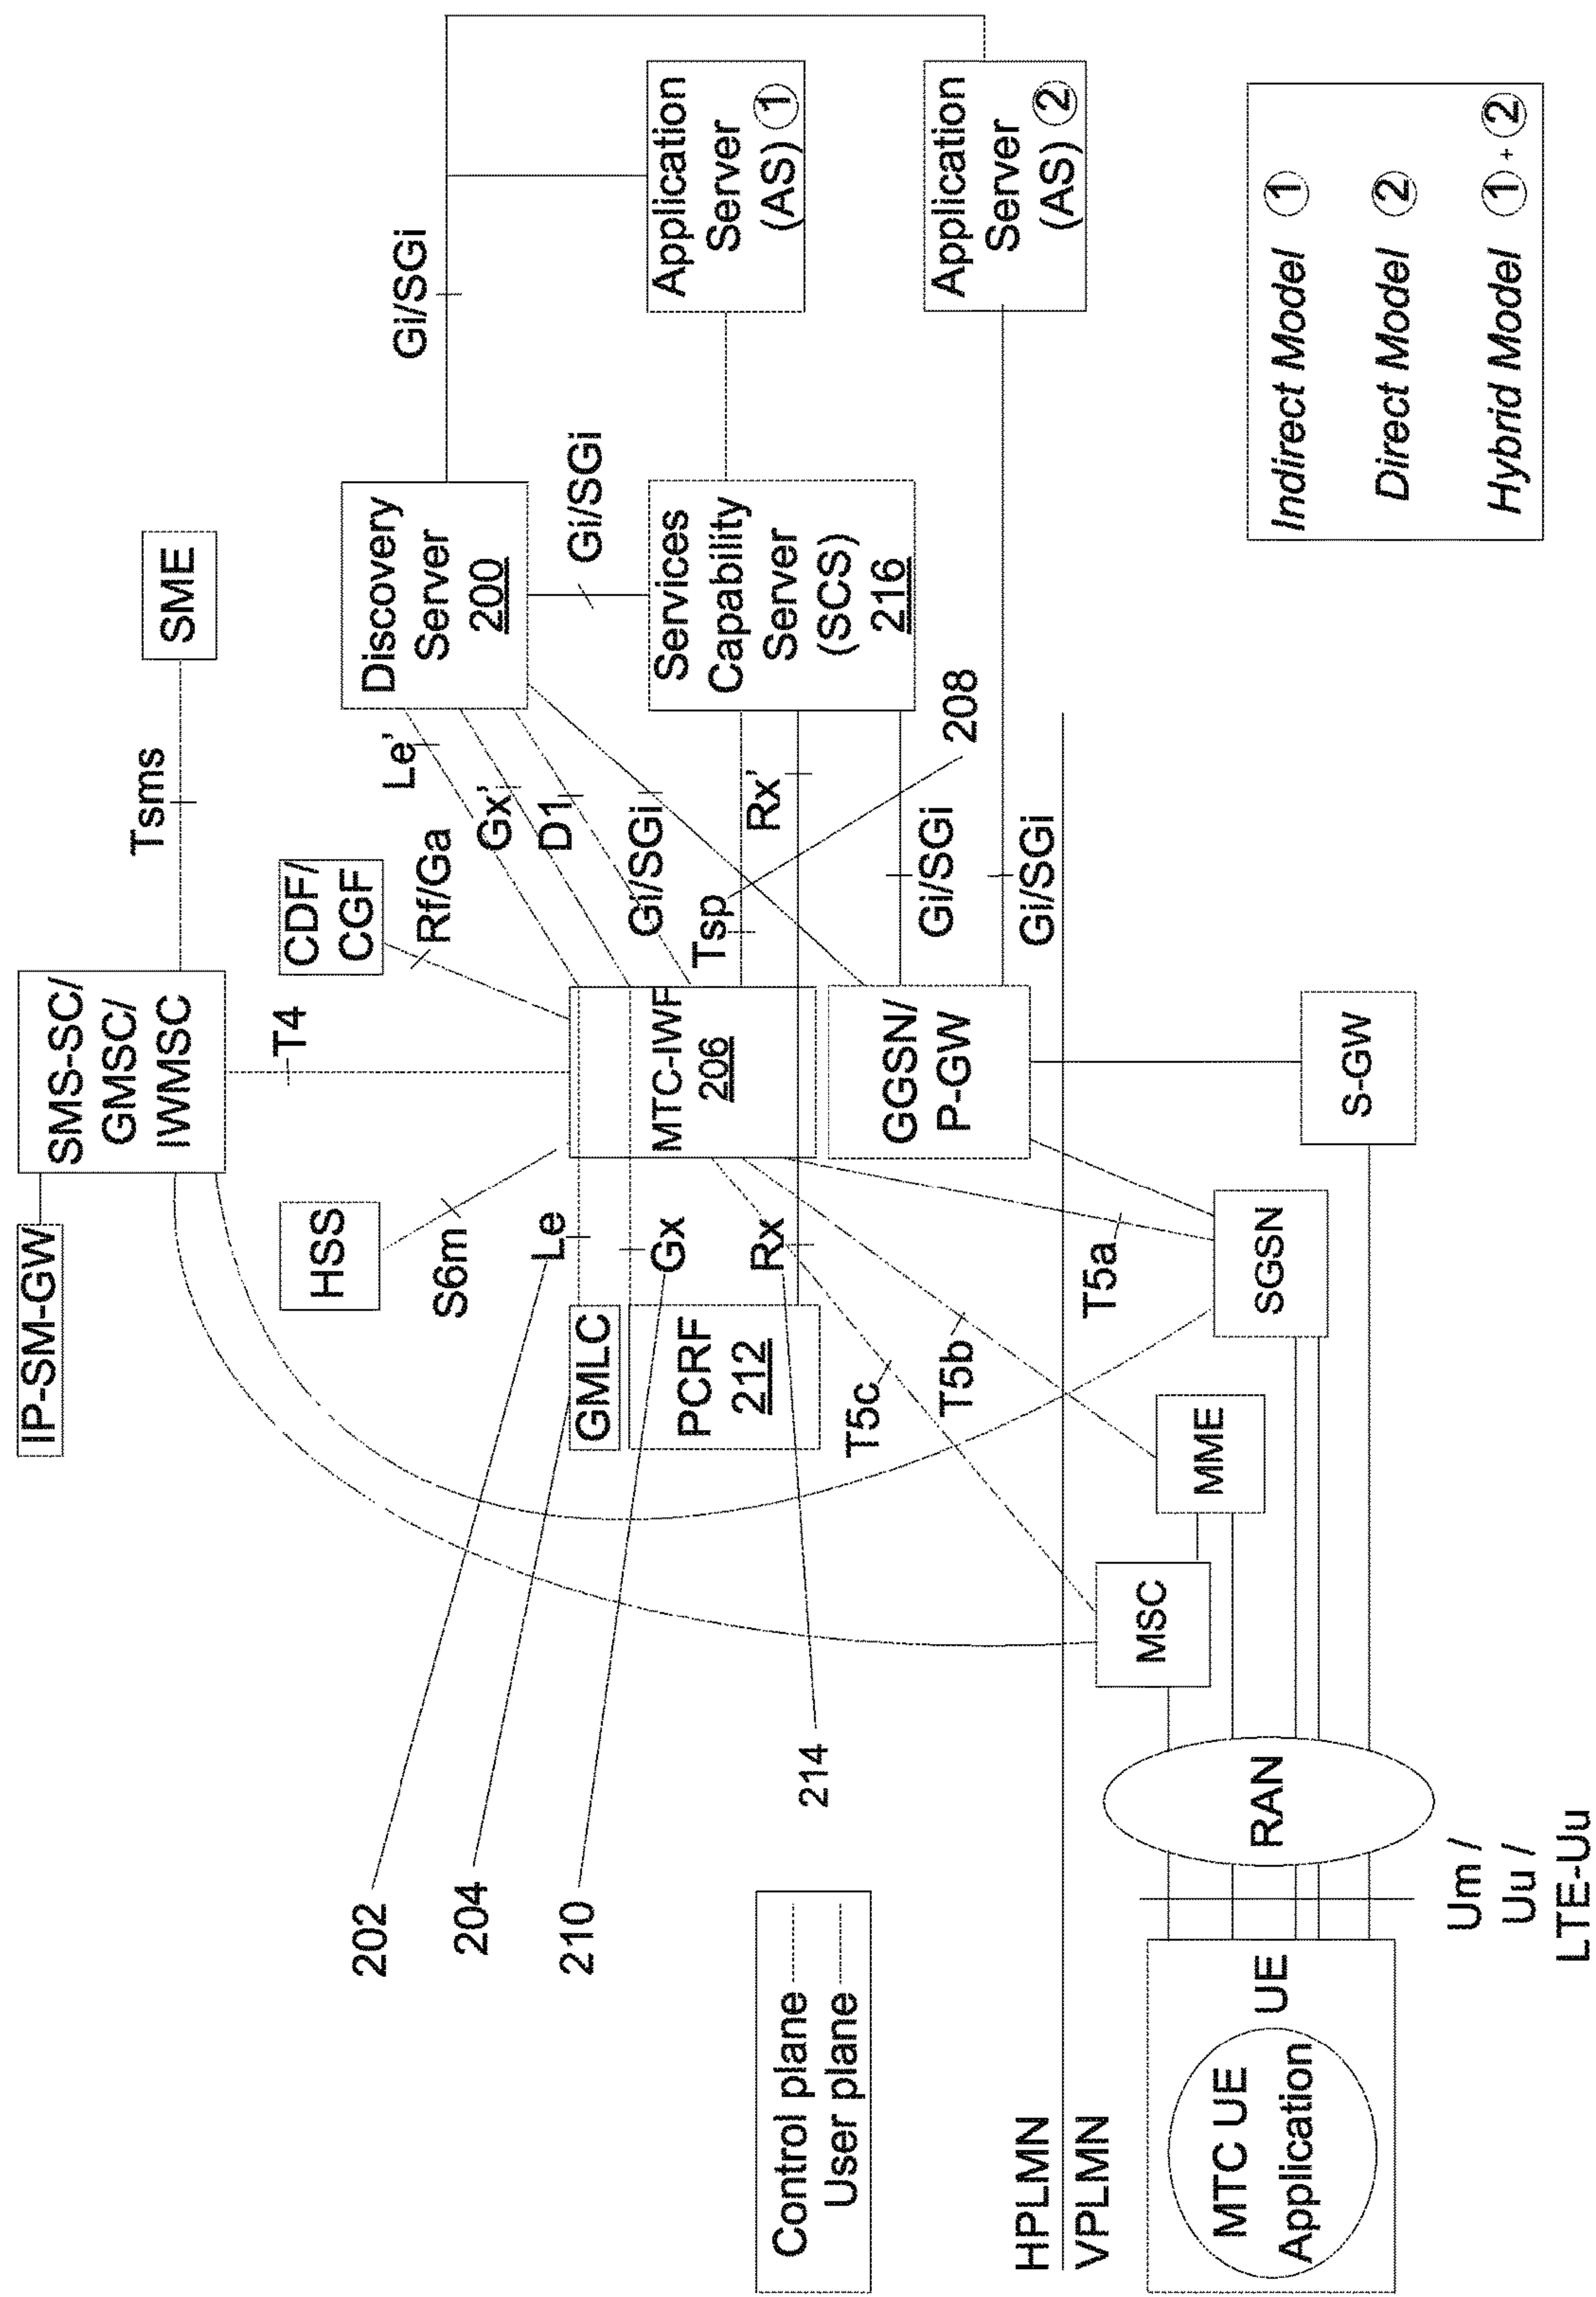 IP-SM-GW
SMS-SC/
GMSC/
IWMSC
Tsms
SME
HSS
S6m
T4
CDF/
CGF
Rf/Ga
Le'
Gx'
D1
Gi/SGi
Tsp
Rx'
Discovery
Server
200
Gi/SGi
Gi/SGi
Services
Capability
Server
(SCS)
216
208
Application
Server
(AS) 1
Application
Server
(AS) 2
202
204
210
214
Le
GMLC
Gx
PCRF
212
Rx
MTC-IWF
206
GGSN/
P-GW
Gi/SGi
Gi/SGi
T5c
T5b
T5a
Control plane
User plane
HPLMN
VPLMN
MSC
MME
SGSN
S-GW
MTC UE
Application
UE
RAN
Um /
Uu /
LTE-Uu
Indirect Model 1
Direct Model 2
Hybrid Model 1 + 2